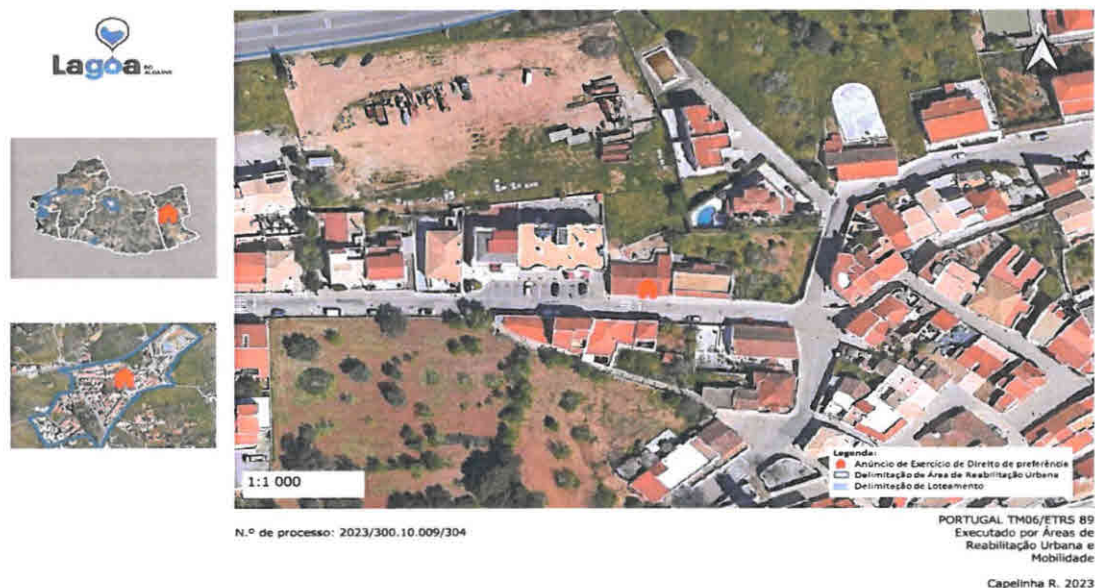 Lagoa
DO
ALGARVE
Legenda:
Anúncio de Exercício de Direito de preferência
Delimitação de Área de Reabilitação Urbana
Delimitação de Loteamento
1:1 000
N.º de processo: 2023/300.10.009/304
PORTUGAL TM06/ETRS 89
Executado por Áreas de
Reabilitação Urbana e
Mobilidade
Capelinha R. 2023